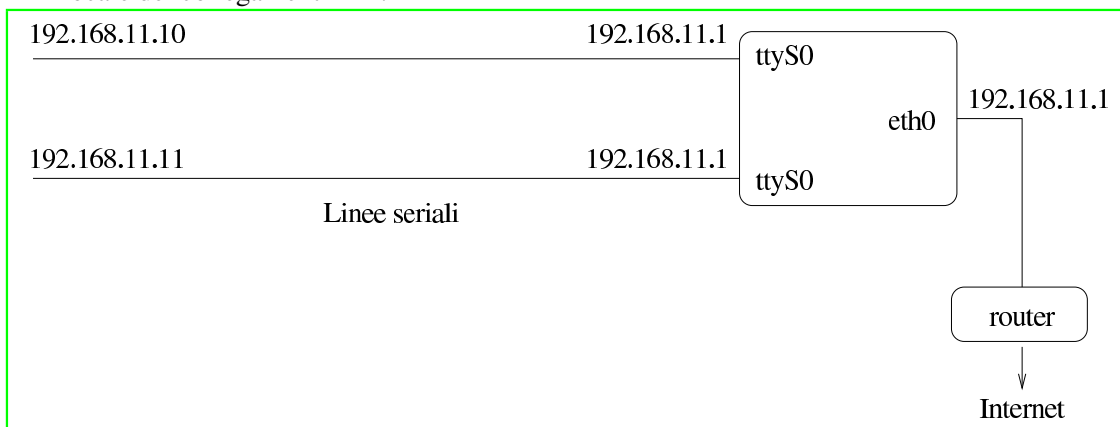 192.168.11.10
192.168.11.1
ttyS0
192.168.11.1
eth0
192.168.11.11
192.168.11.1
ttyS0
Linee seriali
router
Internet